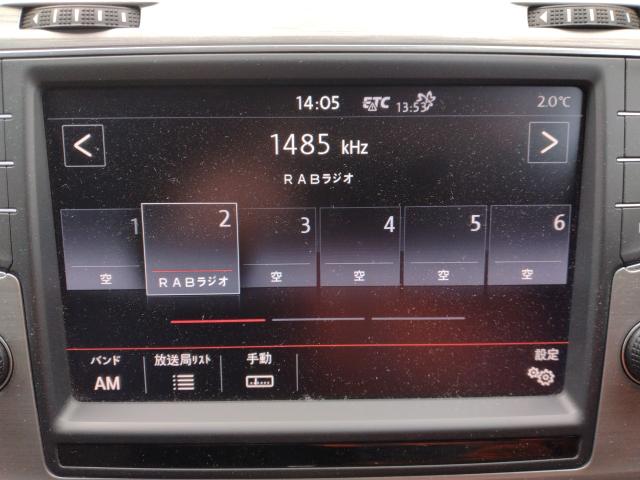 14:05 ETC 13:53 2.0℃
< 1485 kHz >
RABラジオ
1 2 3 4 5 6
空 RABラジオ 空 空 空 空
バンド 放送局リスト 手動 設定
AM